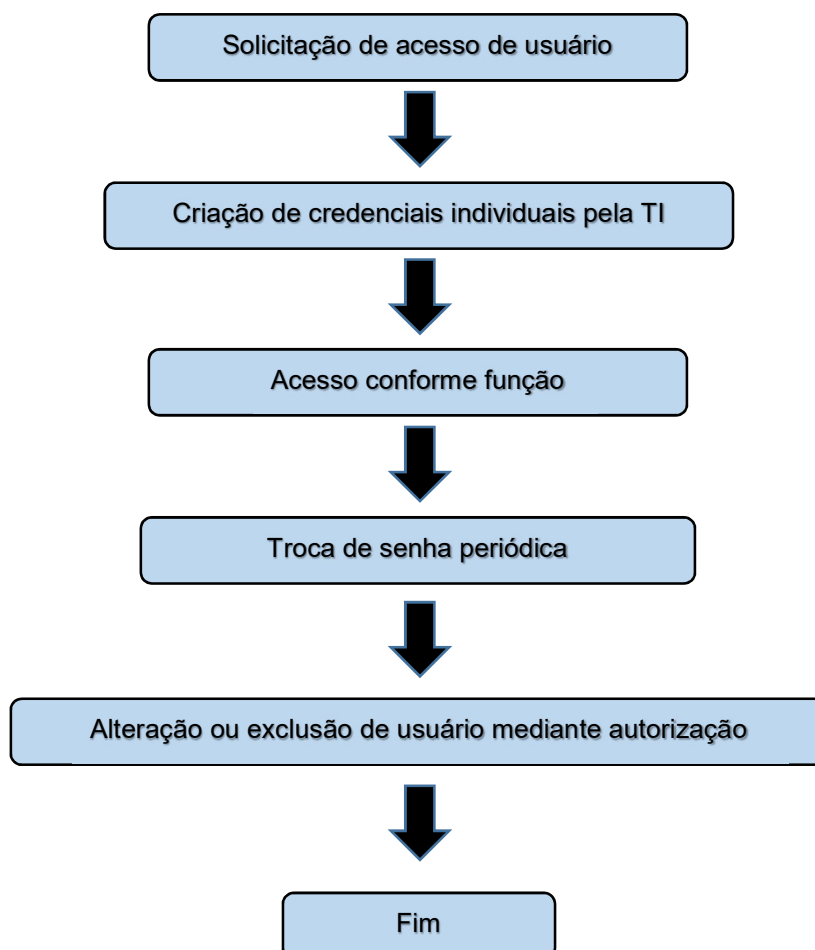 Solicitação de acesso de usuário
Criação de credenciais individuais pela TI
Acesso conforme função
Troca de senha periódica
Alteração ou exclusão de usuário mediante autorização
Fim